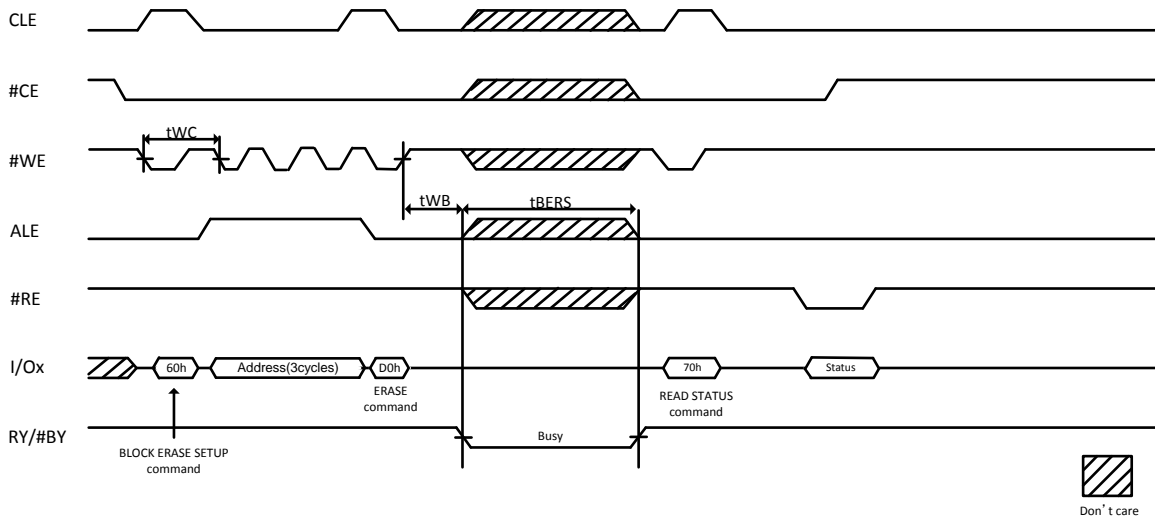 CLE
#CE
tWC
#WE
tWB
tBERS
ALE
#RE
I/Ox
60h
Address(3cycles)
D0h
70h
Status
ERASE
command
READ STATUS
command
RY/#BY
Busy
BLOCK ERASE SETUP
command
Don’t care